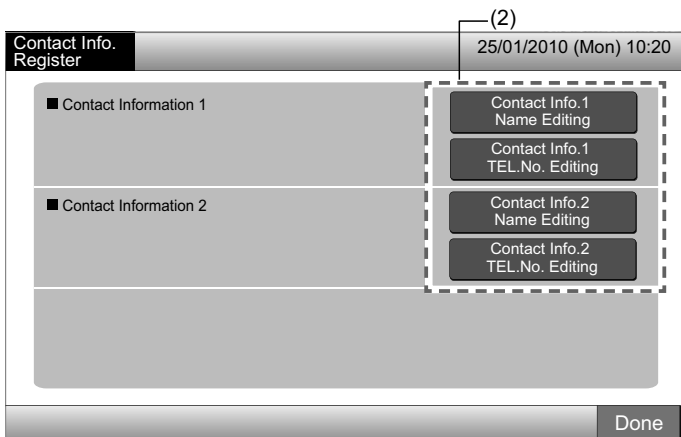 (2)
Contact Info.
Register
25/01/2010 (Mon) 10:20
Contact Information 1
Contact Info.1
Name Editing
Contact Info.1
TEL.No. Editing
Contact Information 2
Contact Info.2
Name Editing
Contact Info.2
TEL.No. Editing
Done